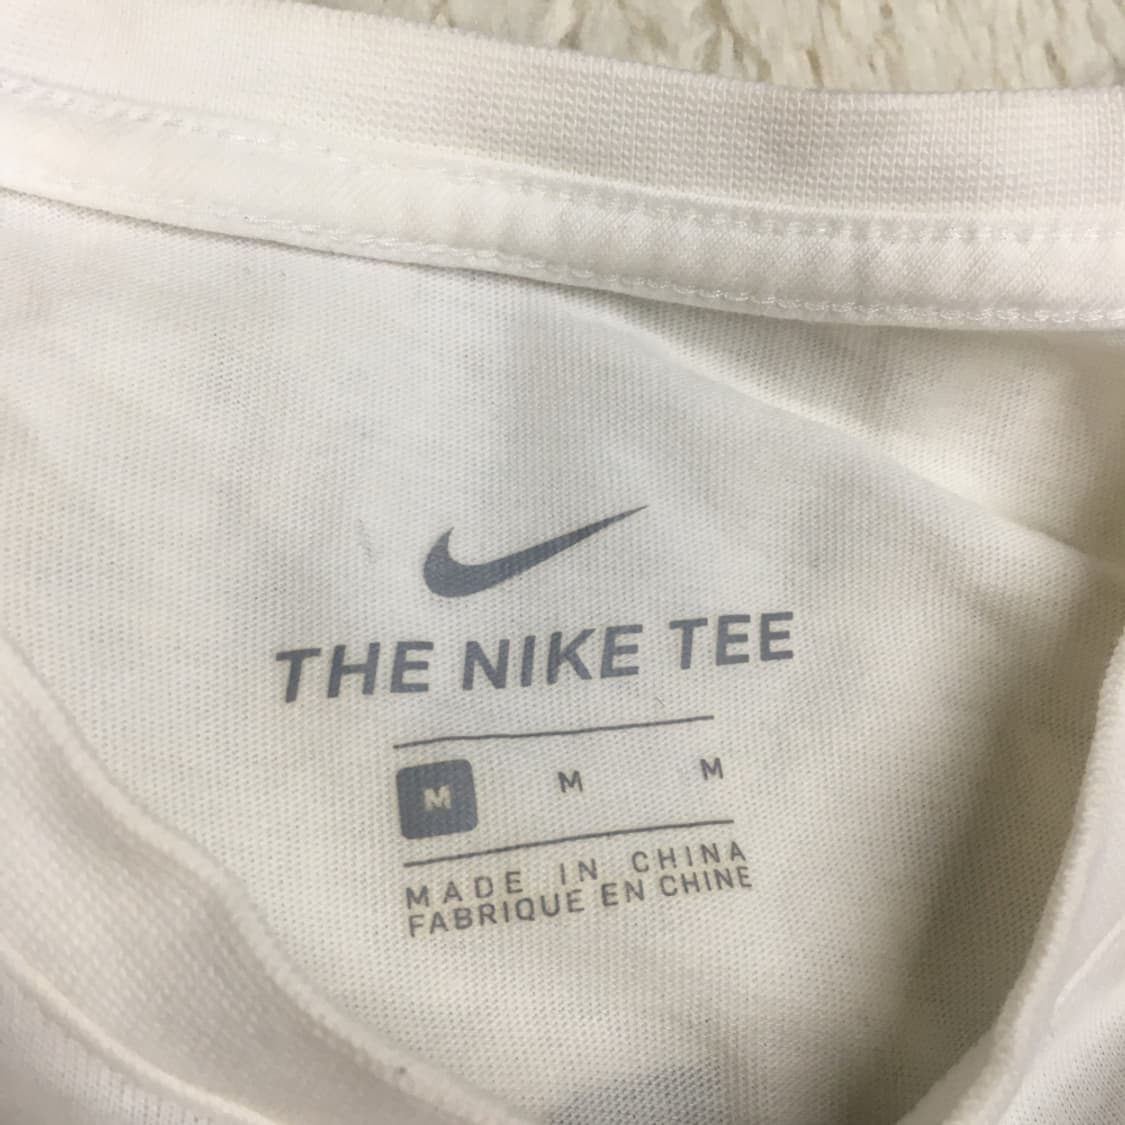 THE NIKE TEE
M M M
MADE IN CHINA
FABRIQUE EN CHINE